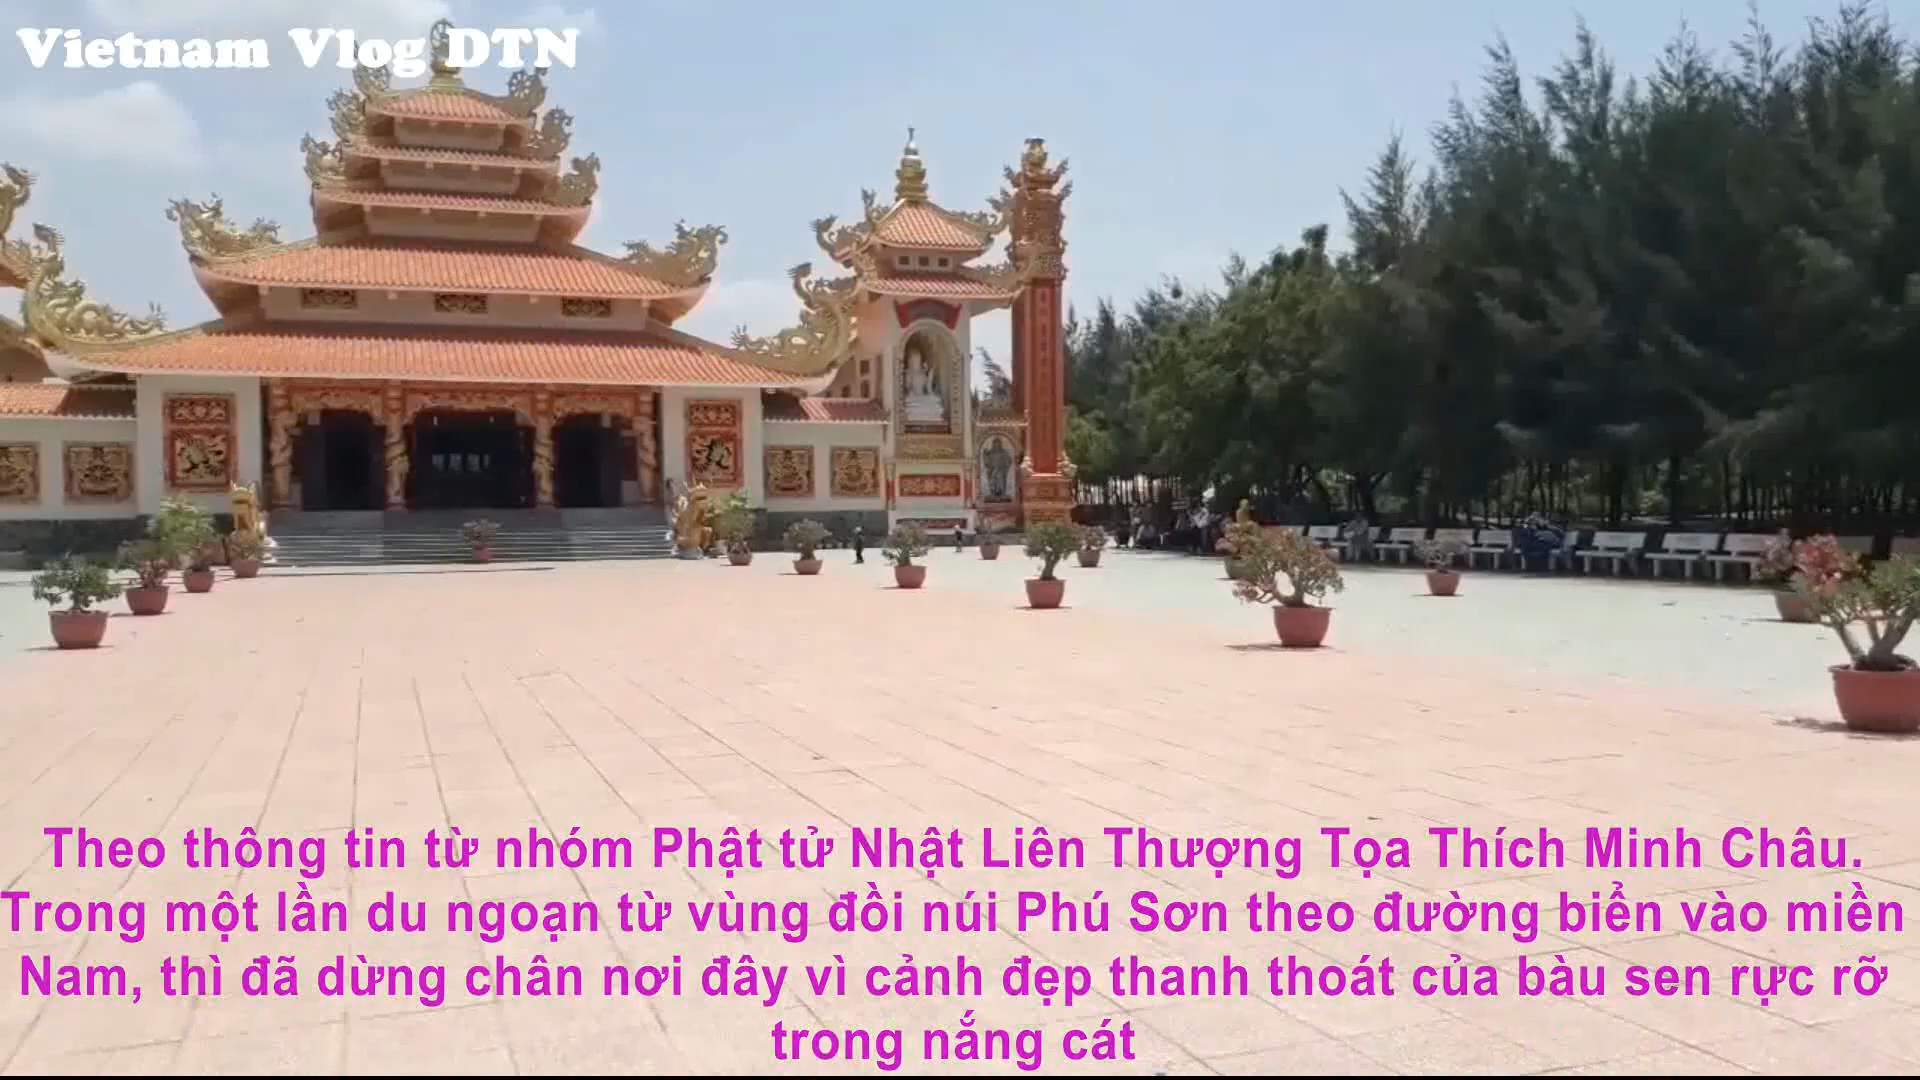 Vietnam Vlog DTN
Theo thông tin từ nhóm Phật tử Nhật Liên Thượng Tọa Thích Minh Châu.
Trong một lần du ngoạn từ vùng đồi núi Phú Sơn theo đường biển vào miền
Nam, thì đã dừng chân nơi đây vì cảnh đẹp thanh thoát của bàu sen rực rỡ
trong nắng cát